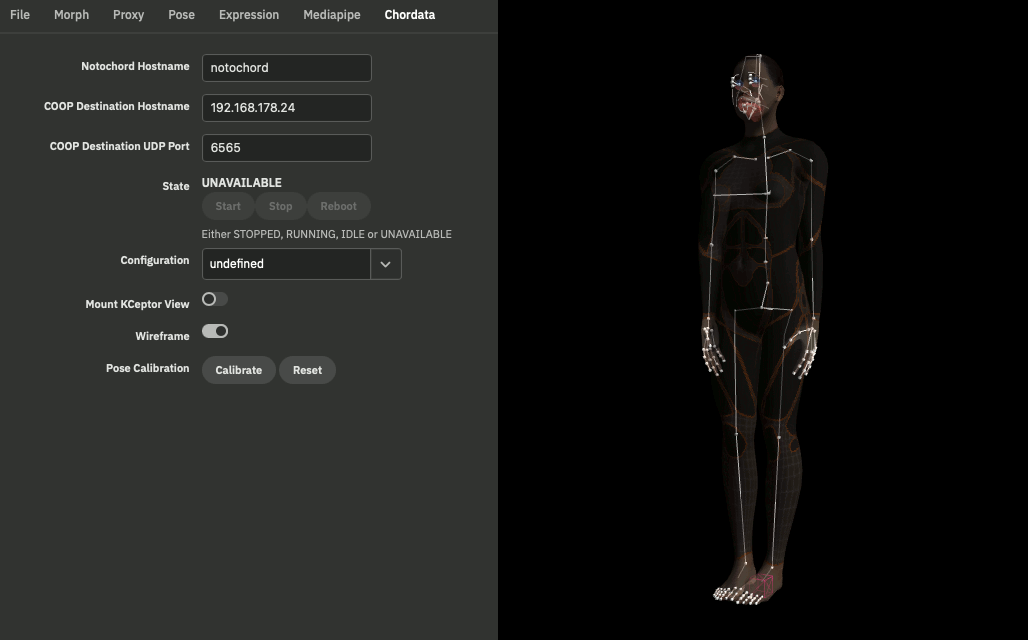 File Morph Proxy Pose Expression Mediapipe Chordata
Notochord Hostname notochord
COOP Destination Hostname 192.168.178.24
COOP Destination UDP Port 6565
State UNAVAILABLE
Start Stop Reboot
Either STOPPED, RUNNING, IDLE or UNAVAILABLE
Configuration undefined
Mount KCeptor View
Wireframe
Pose Calibration Calibrate Reset